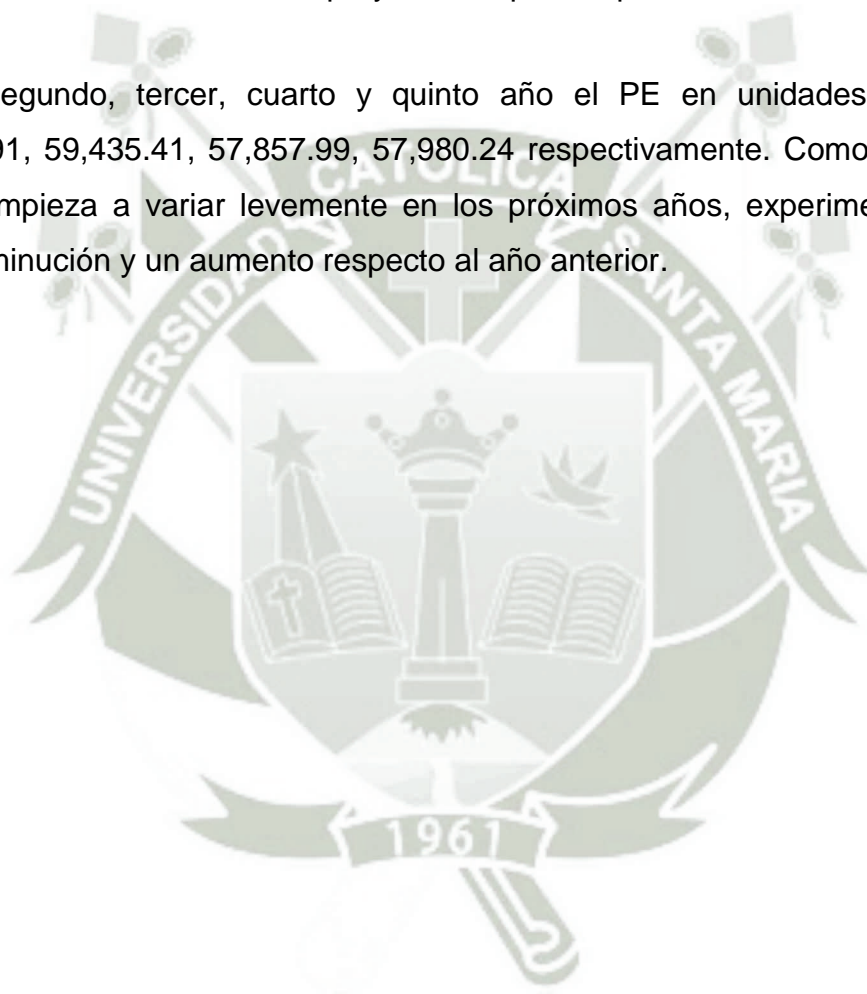 segundo, tercer, cuarto y quinto año el PE en unidades
91, 59,435.41, 57,857.99, 57,980.24 respectivamente. Como
empieza a variar levemente en los próximos años, experime
minución y un aumento respecto al año anterior.
UNIVERSIDAD CATOLICA SANTA MARIA
1961